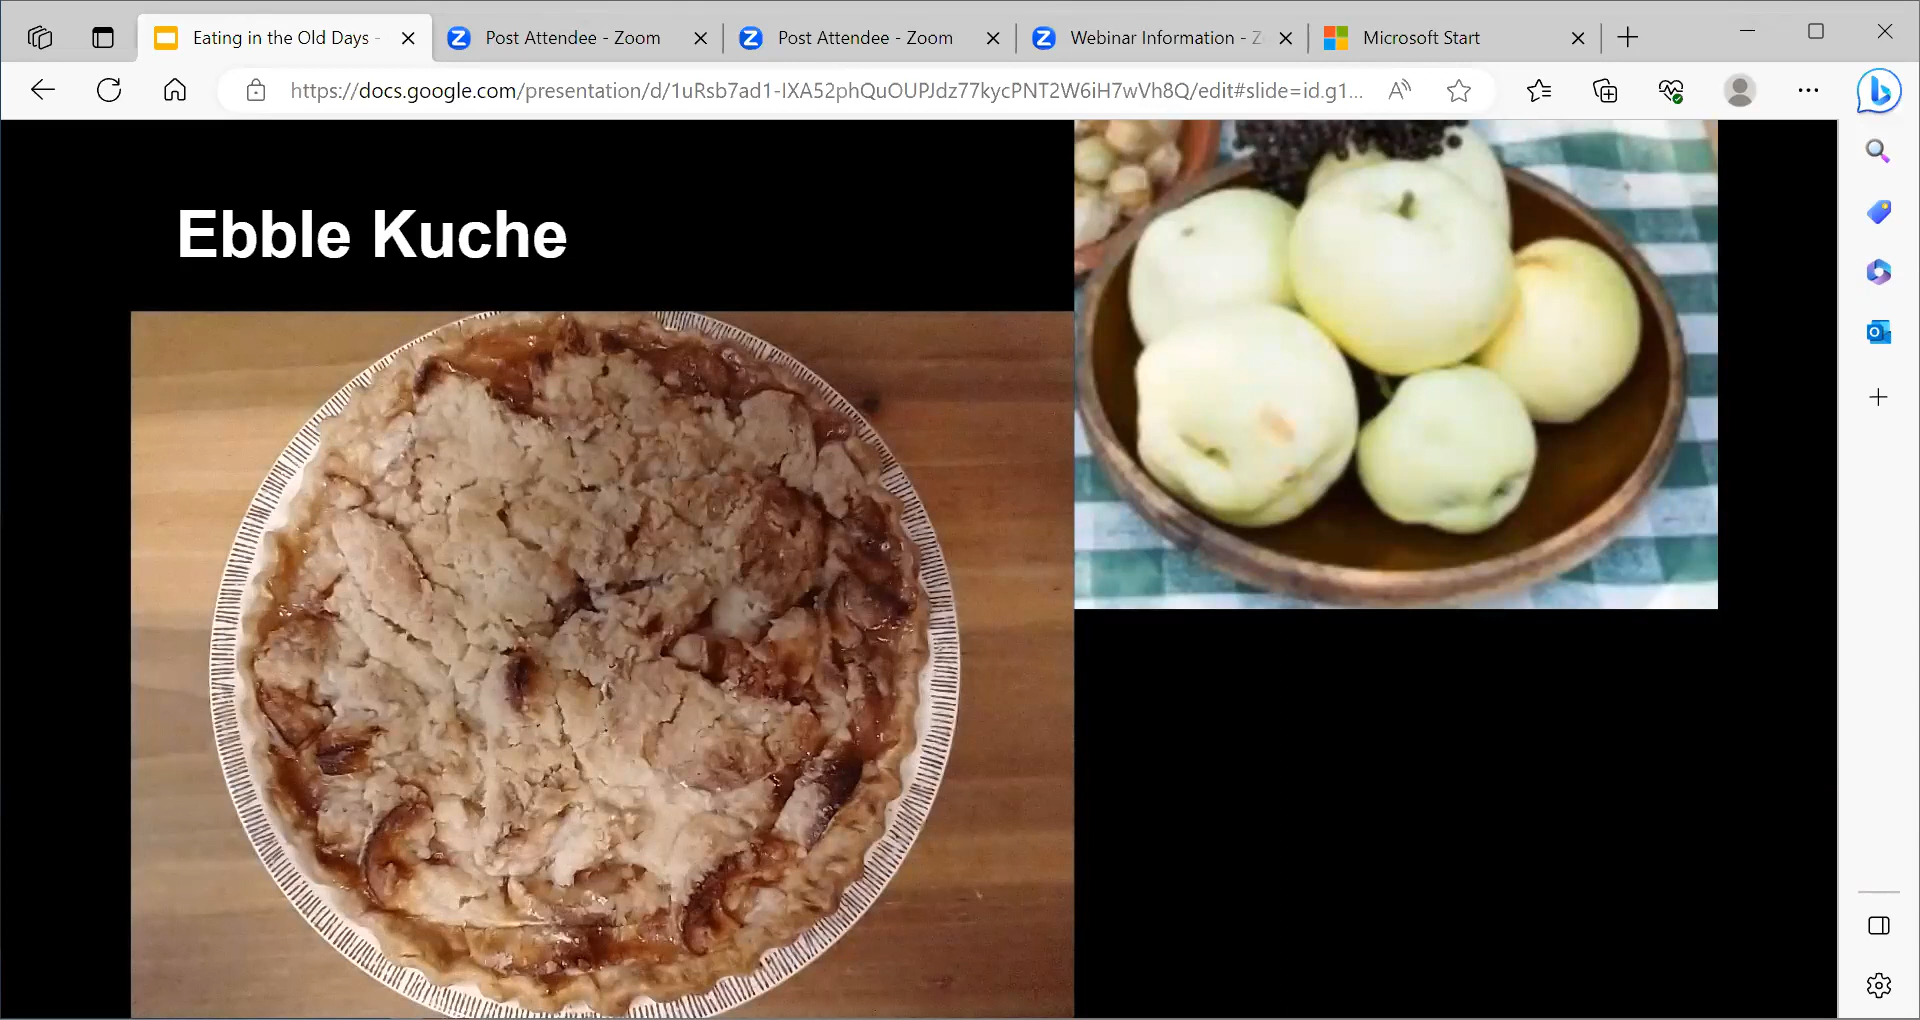 Eating in the Old Days -
Post Attendee - Zoom
Post Attendee - Zoom
Webinar Information - Z
Microsoft Start
https://docs.google.com/presentation/d/1uRsb7ad1-IXA52phQuOUPJdz77kycPNT2W6iH7wVh8Q/edit#slide=id.g1...
Ebble Kuche